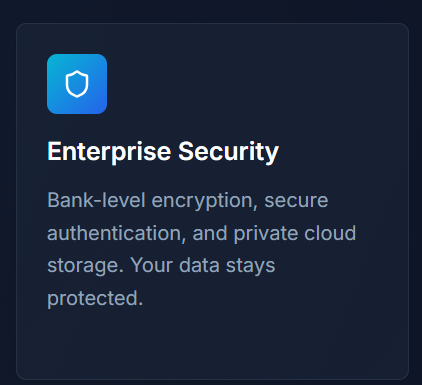 Enterprise Security
Bank-level encryption, secure
authentication, and private cloud
storage. Your data stays
protected.